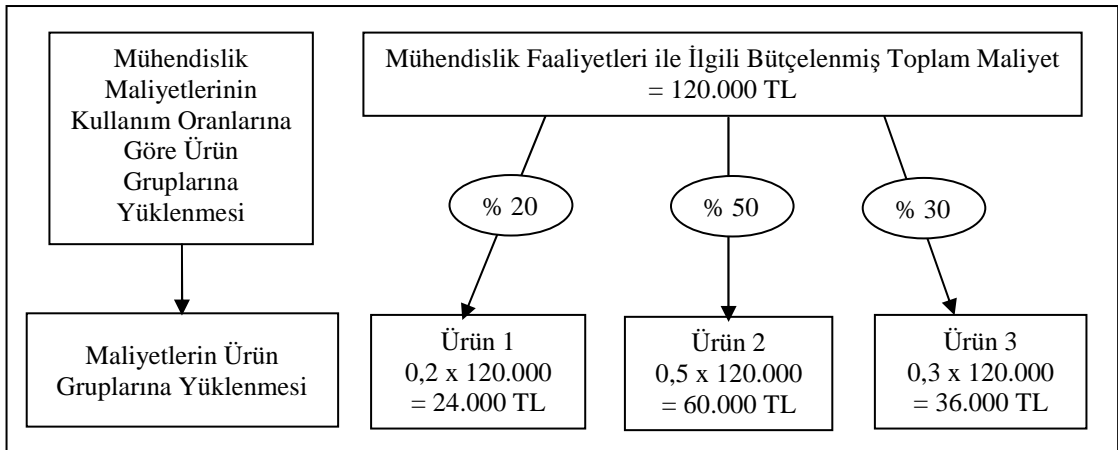 Mühendislik
Maliyetlerinin
Kullanım Oranlarına
Göre Ürün
Gruplarına
Yüklenmesi
Mühendislik Faaliyetleri ile İlgili Bütçelenmiş Toplam Maliyet
= 120.000 TL
% 20
% 50
% 30
Maliyetlerin Ürün
Gruplarına Yüklenmesi
Ürün 1
0,2 x 120.000
= 24.000 TL
Ürün 2
0,5 x 120.000
= 60.000 TL
Ürün 3
0,3 x 120.000
= 36.000 TL